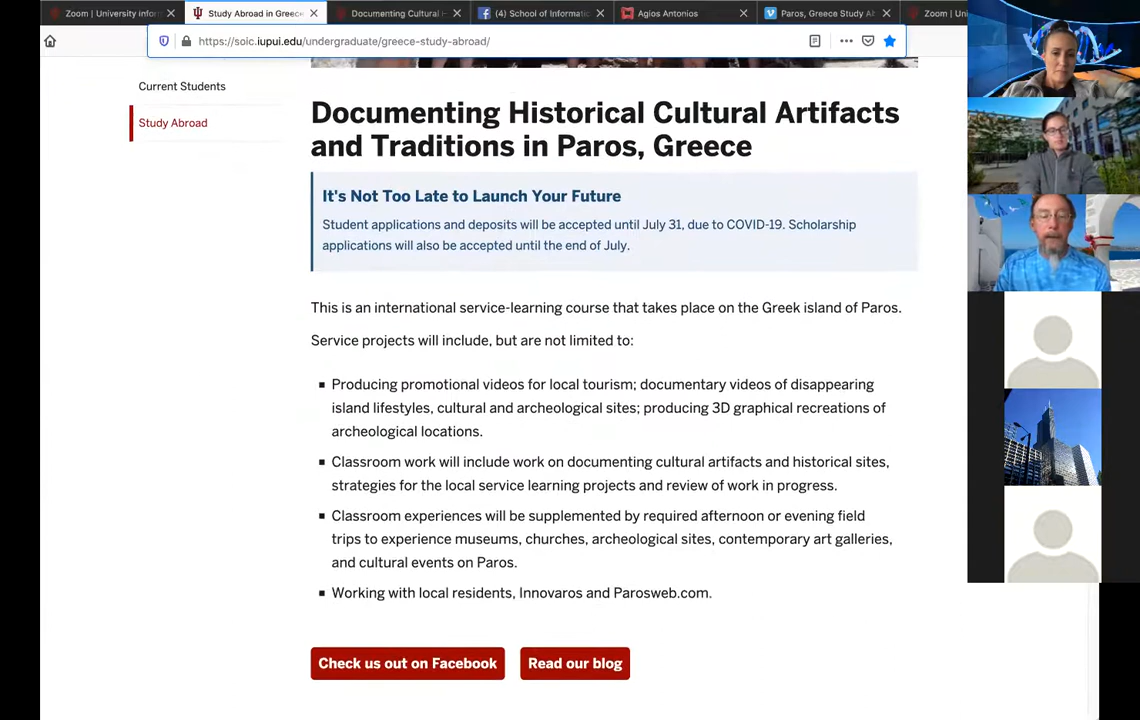 Zoom | University infor
Study Abroad in Greece
Documenting Cultural
(4) School of Informatic
Agios Antonios
Paros, Greece Study Ab
Zoom | Uni
https://soic.iupui.edu/undergraduate/greece-study-abroad/
Current Students
Study Abroad
Documenting Historical Cultural Artifacts
and Traditions in Paros, Greece
It's Not Too Late to Launch Your Future
Student applications and deposits will be accepted until July 31, due to COVID-19. Scholarship
applications will also be accepted until the end of July.
This is an international service-learning course that takes place on the Greek island of Paros.
Service projects will include, but are not limited to:
Producing promotional videos for local tourism; documentary videos of disappearing
island lifestyles, cultural and archeological sites; producing 3D graphical recreations of
archeological locations.
Classroom work will include work on documenting cultural artifacts and historical sites,
strategies for the local service learning projects and review of work in progress.
Classroom experiences will be supplemented by required afternoon or evening field
trips to experience museums, churches, archeological sites, contemporary art galleries,
and cultural events on Paros.
Working with local residents, Innovaros and Parosweb.com.
Check us out on Facebook
Read our blog